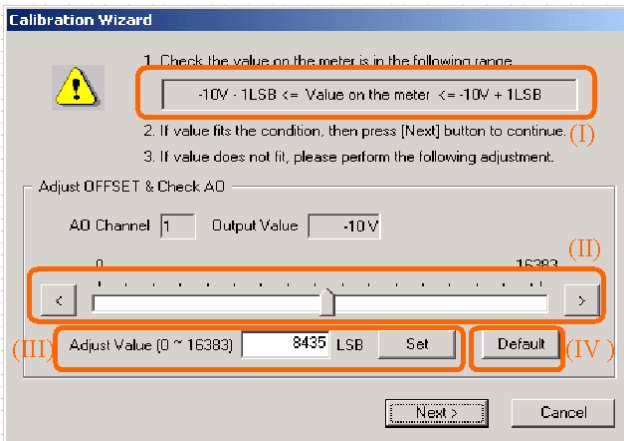 Calibration Wizard
1. Check the value on the meter is in the following range
-10V - 1LSB <= Value on the meter <=-10V + 1LSB
2. If value fits the condition, then press [Next] button to continue. (I)
3. If value does not fit, please perform the following adjustment.
Adjust OFFSET & Check AO
AO Channel 1 Output Value -10 V
(II)
0 16383
< >
(III) Adjust Value (0 ~ 16383) 8435 LSB Set Default (IV )
Next > Cancel